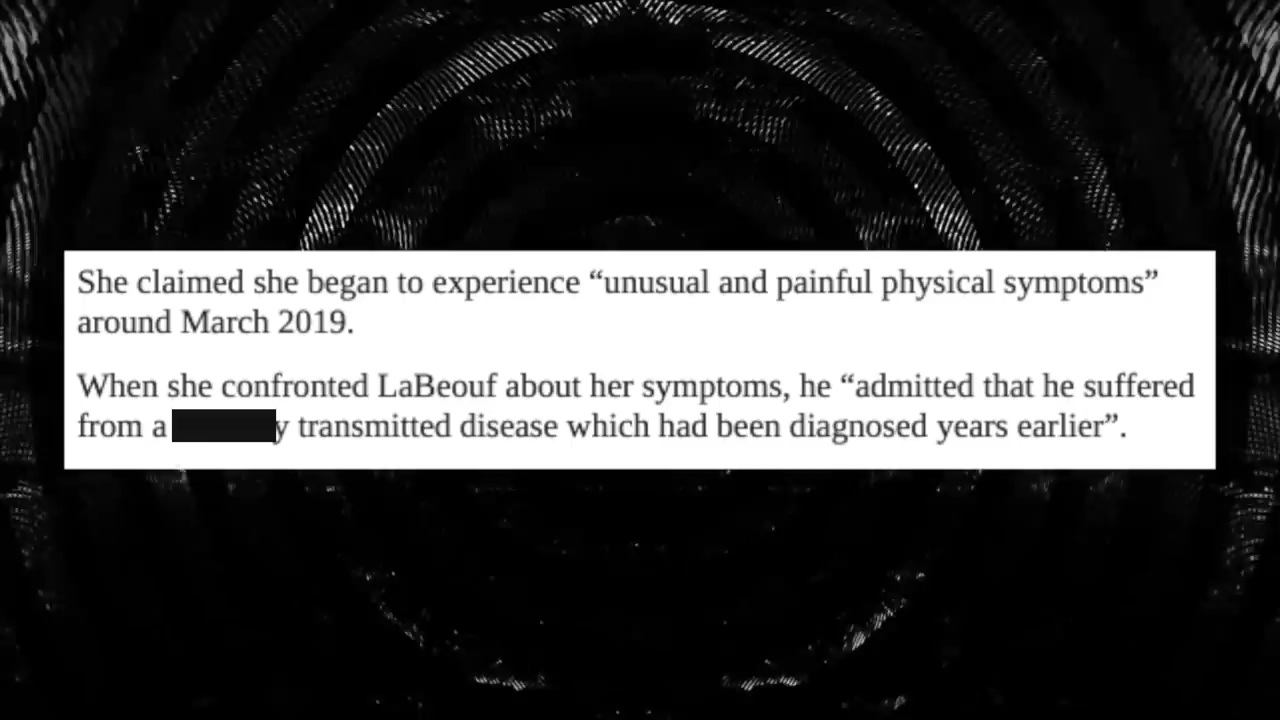 She claimed she began to experience “unusual and painful physical symptoms”
around March 2019.
When she confronted LaBeouf about her symptoms, he “admitted that he suffered
from a y transmitted disease which had been diagnosed years earlier”.